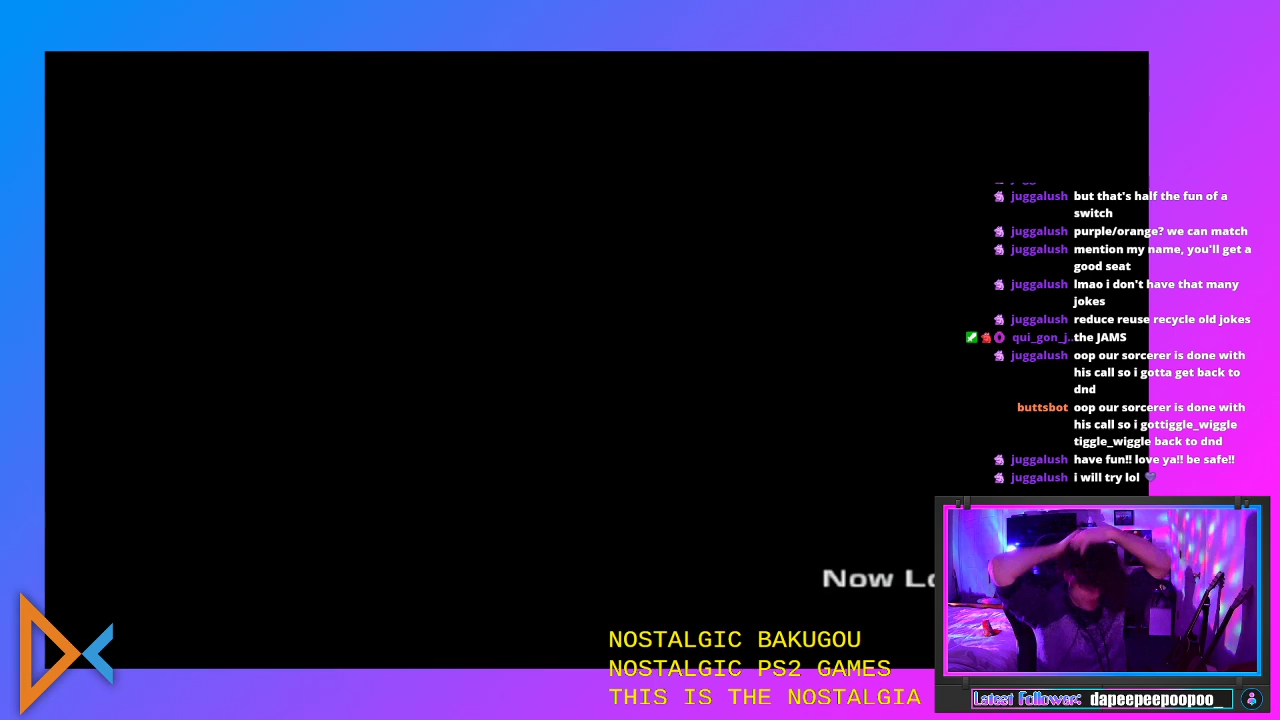 juggalush but that's half the fun of a
switch
juggalush purple/orange? we can match
juggalush mention my name, you'll get a
good seat
juggalush lmao i don't have that many
jokes
juggalush reduce reuse recycle old jokes
qui_gon_j.. the JAMS
juggalush oop our sorcerer is done with
his call so i gotta get back to
dnd
buttsbot oop our sorcerer is done with
his call so i gottiggle_wiggle
tiggle_wiggle back to dnd
juggalush have fun!! love ya!! be safe!!
juggalush i will try lol 💜
Now Lo
NOSTALGIC BAKUGOU
NOSTALGIC PS2 GAMES
THIS IS THE NOSTALGIA
Latest Follower: dapeepeepoopoo_